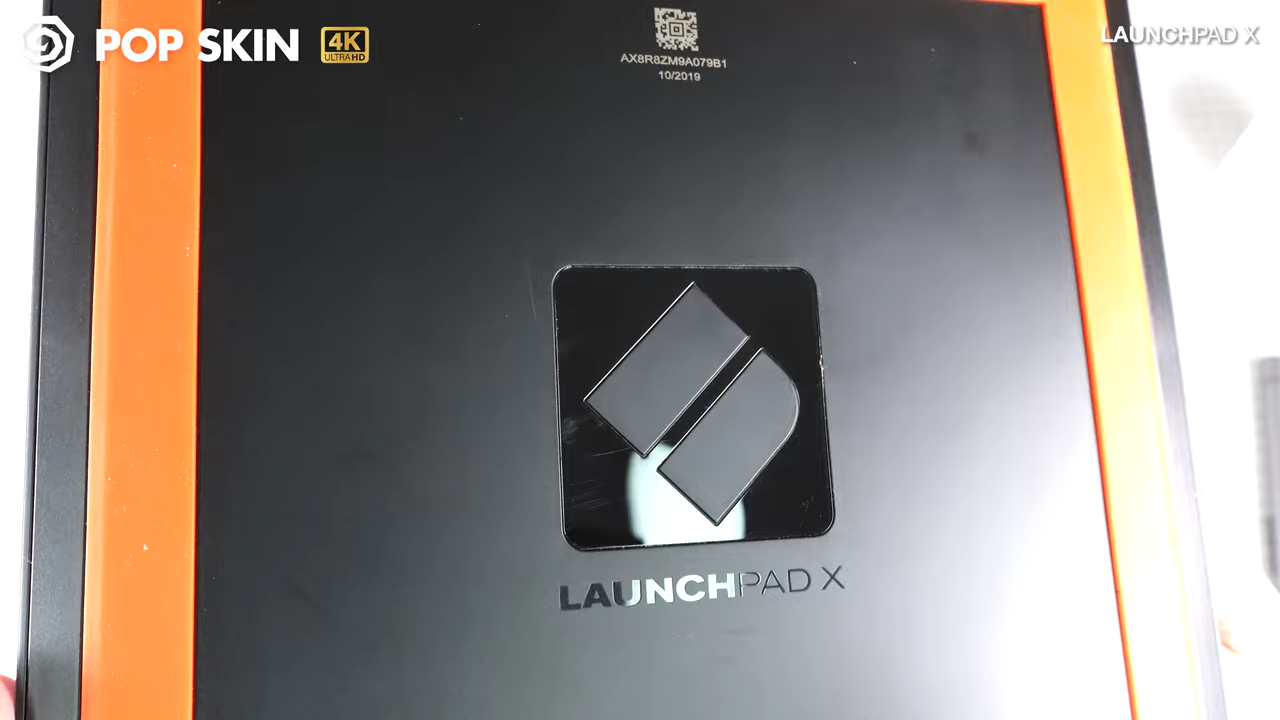 POP SKIN
4K
ULTRA HD
LAUNCHPAD X
AX8R8ZM9A079B1
10/2019
LAUNCHPAD X